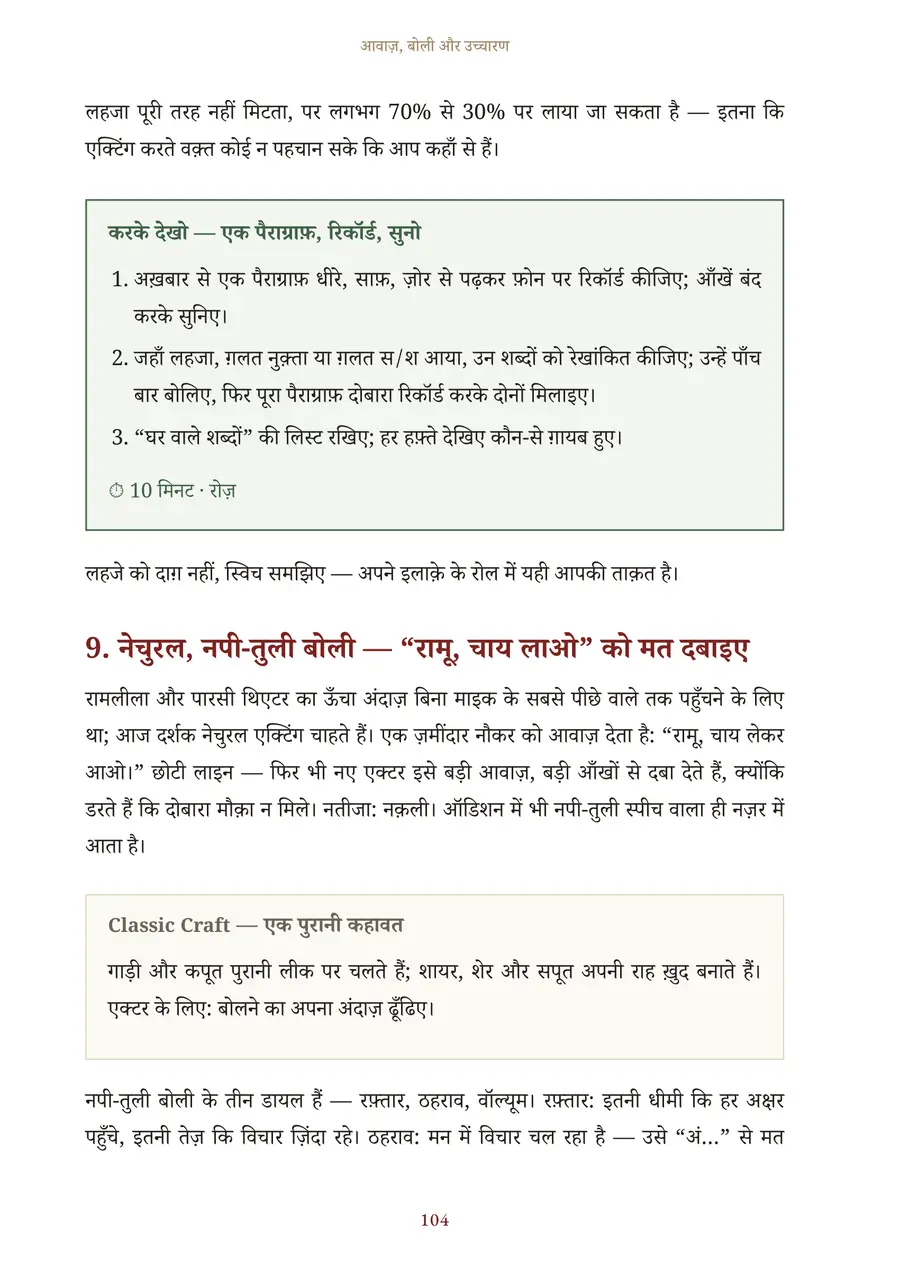 आवाज़, बोली और उच्चारण
लहजा पूरी तरह नहीं मिटता, पर लगभग 70% से 30% पर लाया जा सकता है — इतना कि
एक्टिंग करते वक़्त कोई न पहचान सके कि आप कहाँ से हैं।
करके देखो — एक पैराग्राफ़, रिकॉर्ड, सुनो
1. अख़बार से एक पैराग्राफ़ धीरे, साफ़, ज़ोर से पढ़कर फ़ोन पर रिकॉर्ड कीजिए; आँखें बंद
करके सुनिए।
2. जहाँ लहजा, ग़लत नुक़्ता या ग़लत स/श आया, उन शब्दों को रेखांकित कीजिए; उन्हें पाँच
बार बोलिए, फिर पूरा पैराग्राफ़ दोबारा रिकॉर्ड करके दोनों मिलाइए।
3. “घर वाले शब्दों” की लिस्ट रखिए; हर हफ़्ते देखिए कौन-से ग़ायब हुए।
⏱ 10 मिनट · रोज़
लहजे को दाग़ नहीं, स्विच समझिए — अपने इलाक़े के रोल में यही आपकी ताक़त है।
9. नेचुरल, नपी-तुली बोली — “रामू, चाय लाओ” को मत दबाइए
रामलीला और पारसी थिएटर का ऊँचा अंदाज़ बिना माइक के सबसे पीछे वाले तक पहुँचने के लिए
था; आज दर्शक नेचुरल एक्टिंग चाहते हैं। एक ज़मींदार नौकर को आवाज़ देता है: “रामू, चाय लेकर
आओ।” छोटी लाइन — फिर भी नए एक्टर इसे बड़ी आवाज़, बड़ी आँखों से दबा देते हैं, क्योंकि
डरते हैं कि दोबारा मौक़ा न मिले। नतीजा: नक़ली। ऑडिशन में भी नपी-तुली स्पीच वाला ही नज़र में
आता है।
Classic Craft — एक पुरानी कहावत
गाड़ी और कपूत पुरानी लीक पर चलते हैं; शायर, शेर और सपूत अपनी राह ख़ुद बनाते हैं।
एक्टर के लिए: बोलने का अपना अंदाज़ ढूँढिए।
नपी-तुली बोली के तीन डायल हैं — रफ़्तार, ठहराव, वॉल्यूम। रफ़्तार: इतनी धीमी कि हर अक्षर
पहुँचे, इतनी तेज़ कि विचार ज़िंदा रहे। ठहराव: मन में विचार चल रहा है — उसे “अं…” से मत
104